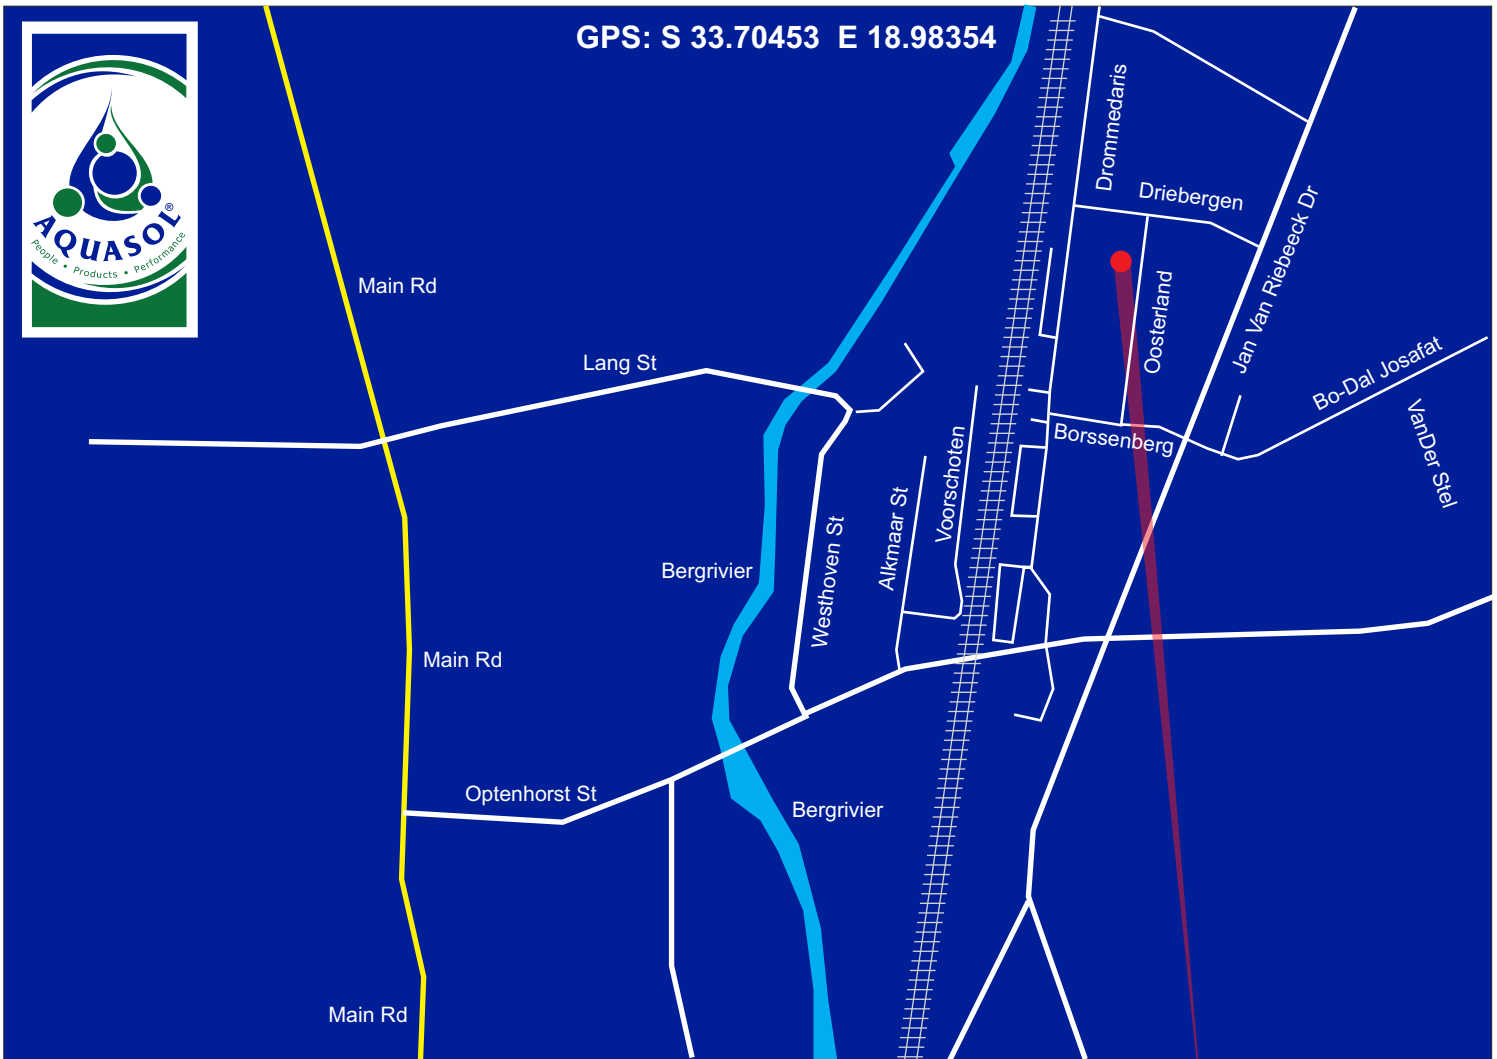 GPS: S 33.70453  E 18.98354
AQUASOL®
People • Products • Performance
Drommedaris
Driebergen
Main Rd
Jan Van Riebeeck Dr
Oosterland
Lang St
Bo-Dal Josafat
Borssenberg
VanDer Stel
Voorschoten
Alkmaar St
Westhoven St
Bergrivier
Main Rd
Optenhorst St
Bergrivier
Main Rd